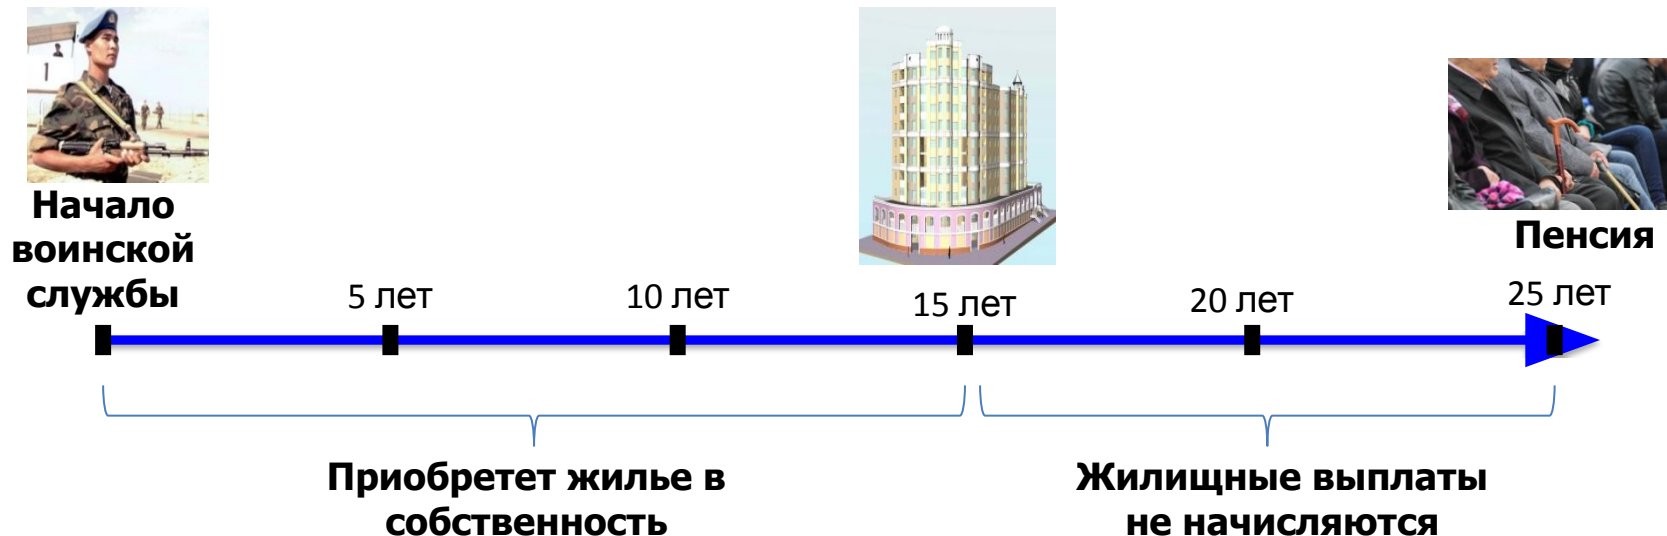 Начало
воинской
службы
5 лет
10 лет
15 лет
20 лет
25 лет
Пенсия
Приобретет жилье в
собственность
Жилищные выплаты
не начисляются
1